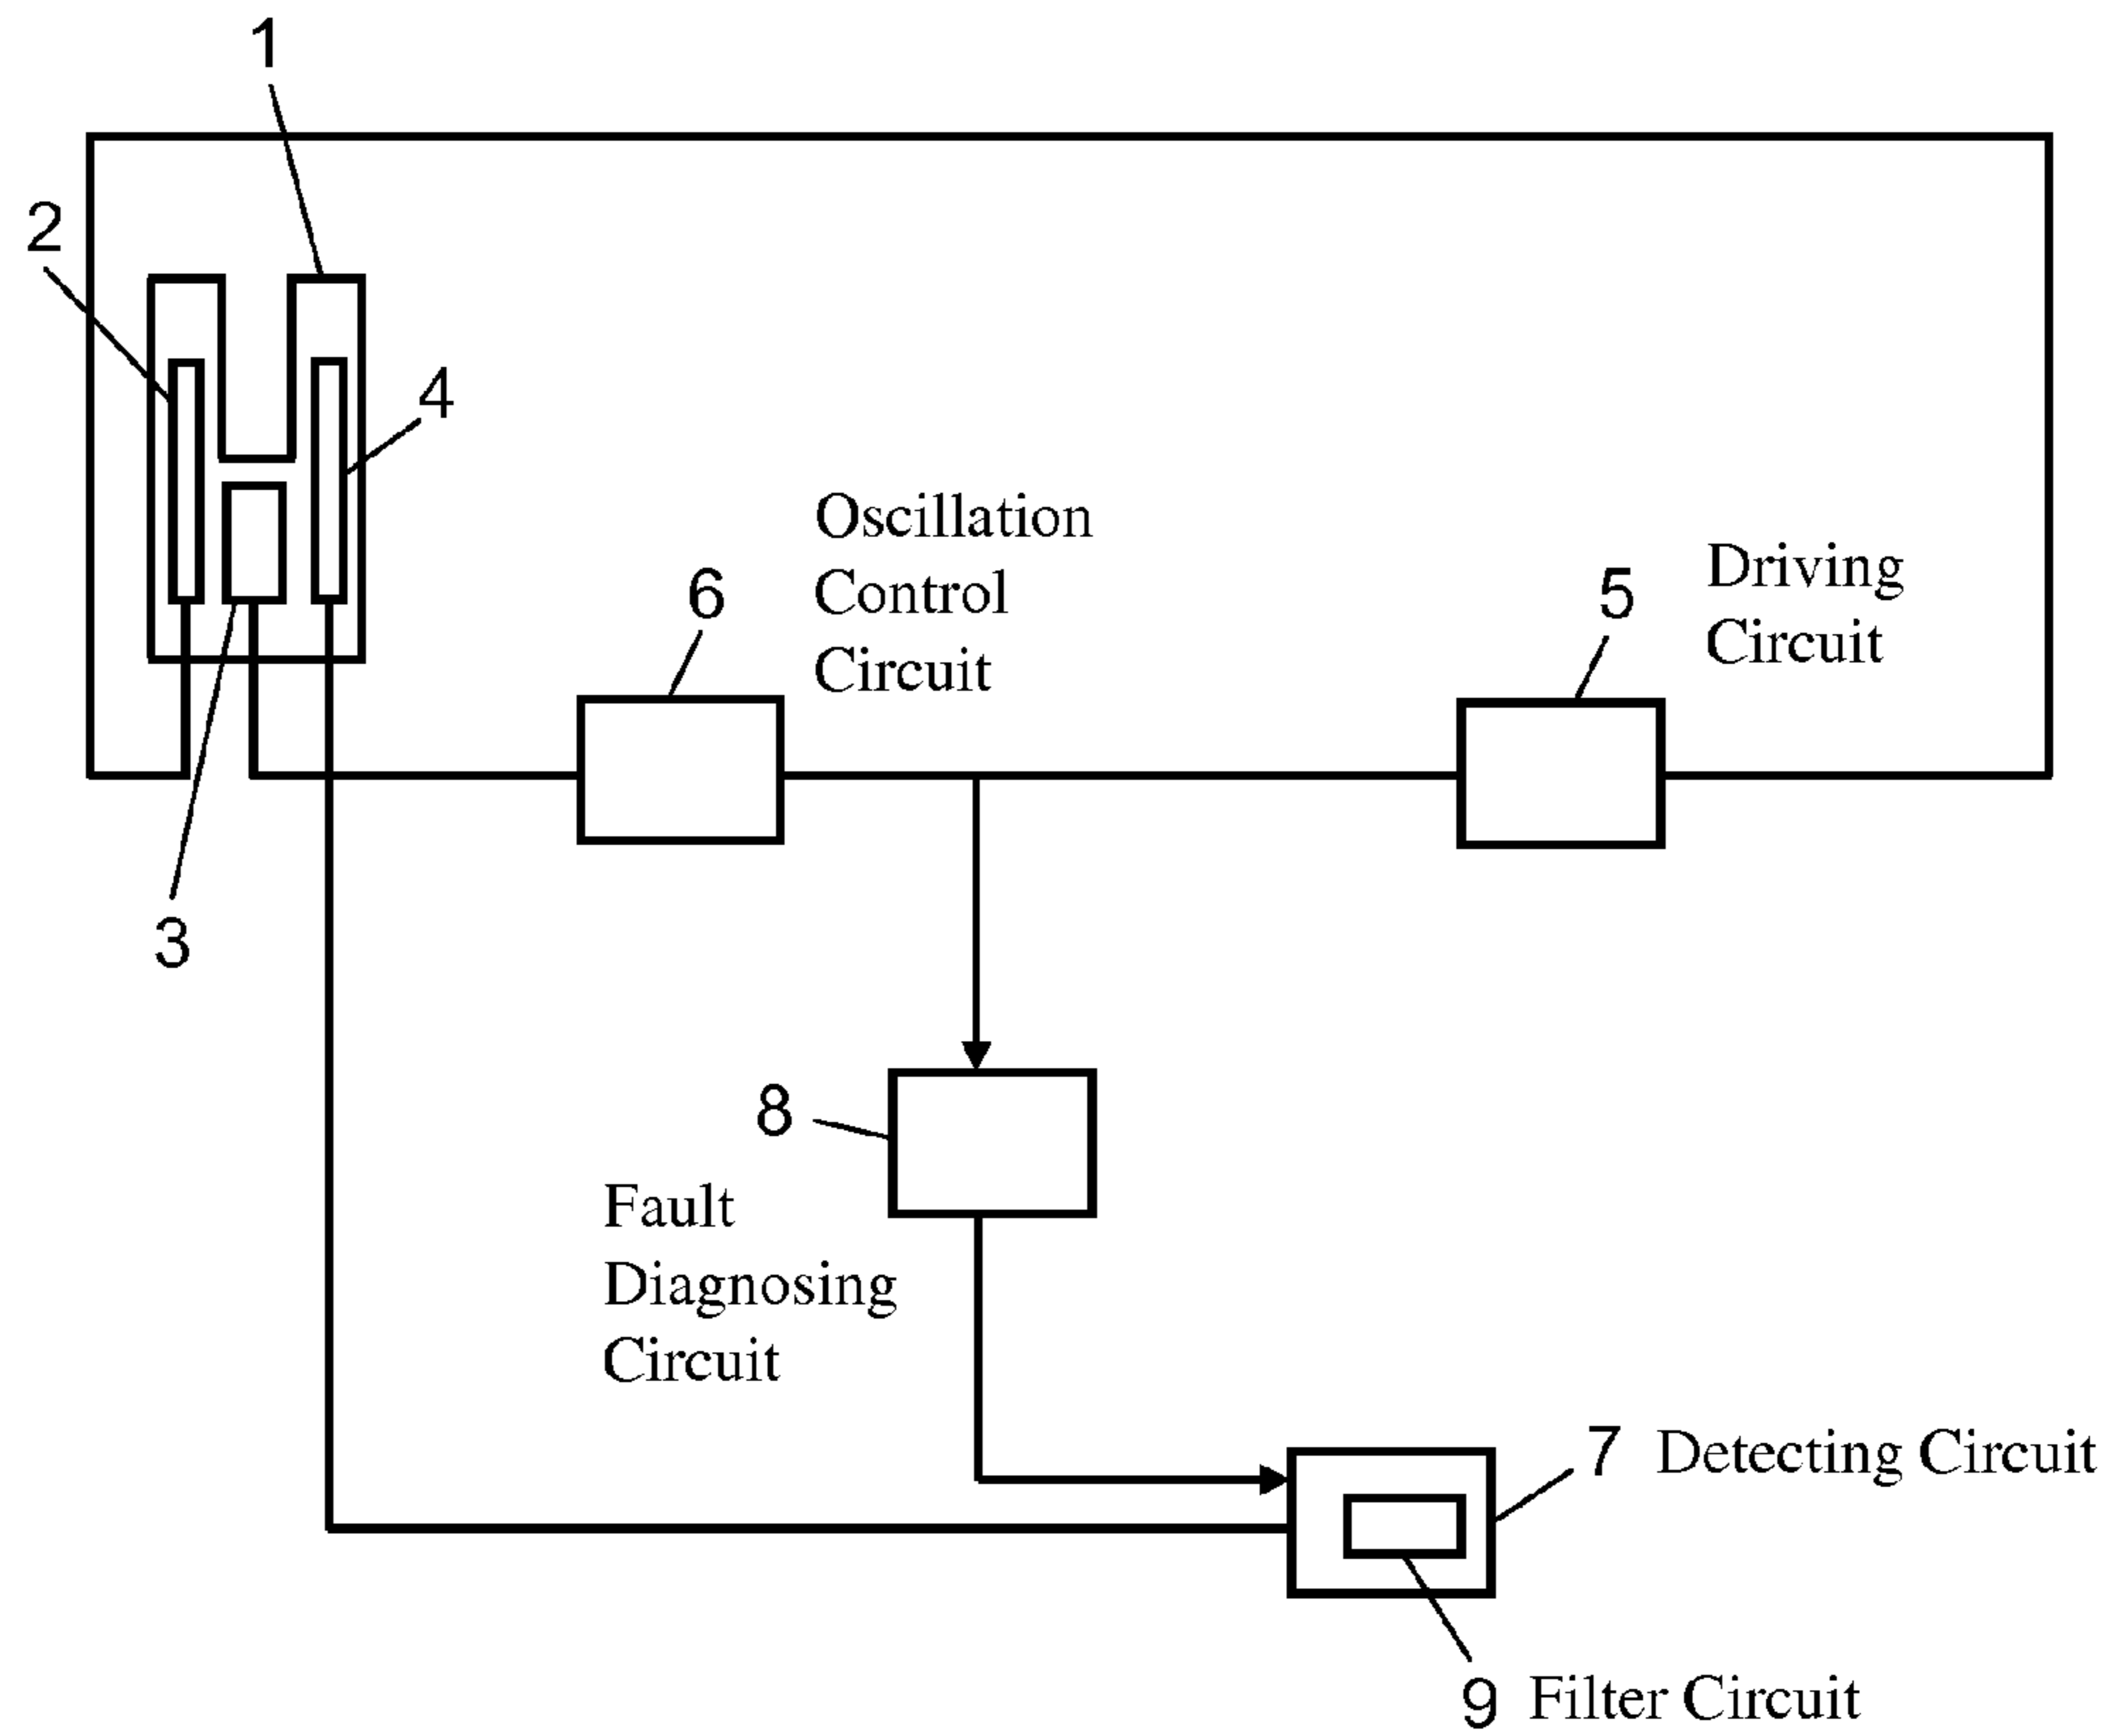 1
2
4
Oscillation
Control
Circuit
6
5
Driving
Circuit
3
8
Fault
Diagnosing
Circuit
7 Detecting Circuit
9 Filter Circuit